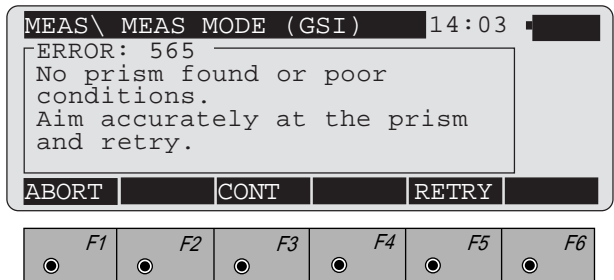 MEAS\ MEAS MODE (GSI) 14:03
ERROR: 565
No prism found or poor
conditions.
Aim accurately at the prism
and retry.
ABORT CONT RETRY
F1 F2 F3 F4 F5 F6